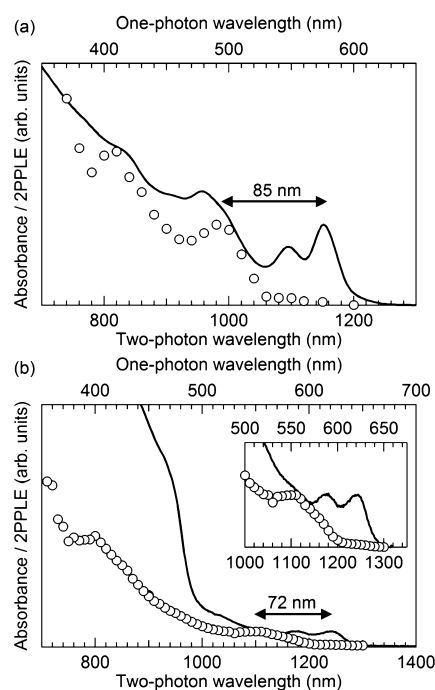 (a)
One-photon wavelength (nm)
400 500 600
Absorbance / 2PPLE (arb. units)
85 nm
800 1000 1200
Two-photon wavelength (nm)
(b)
One-photon wavelength (nm)
400 500 600 700
Absorbance / 2PPLE (arb. units)
500 550 600 650
1000 1100 1200 1300
72 nm
800 1000 1200 1400
Two-photon wavelength (nm)